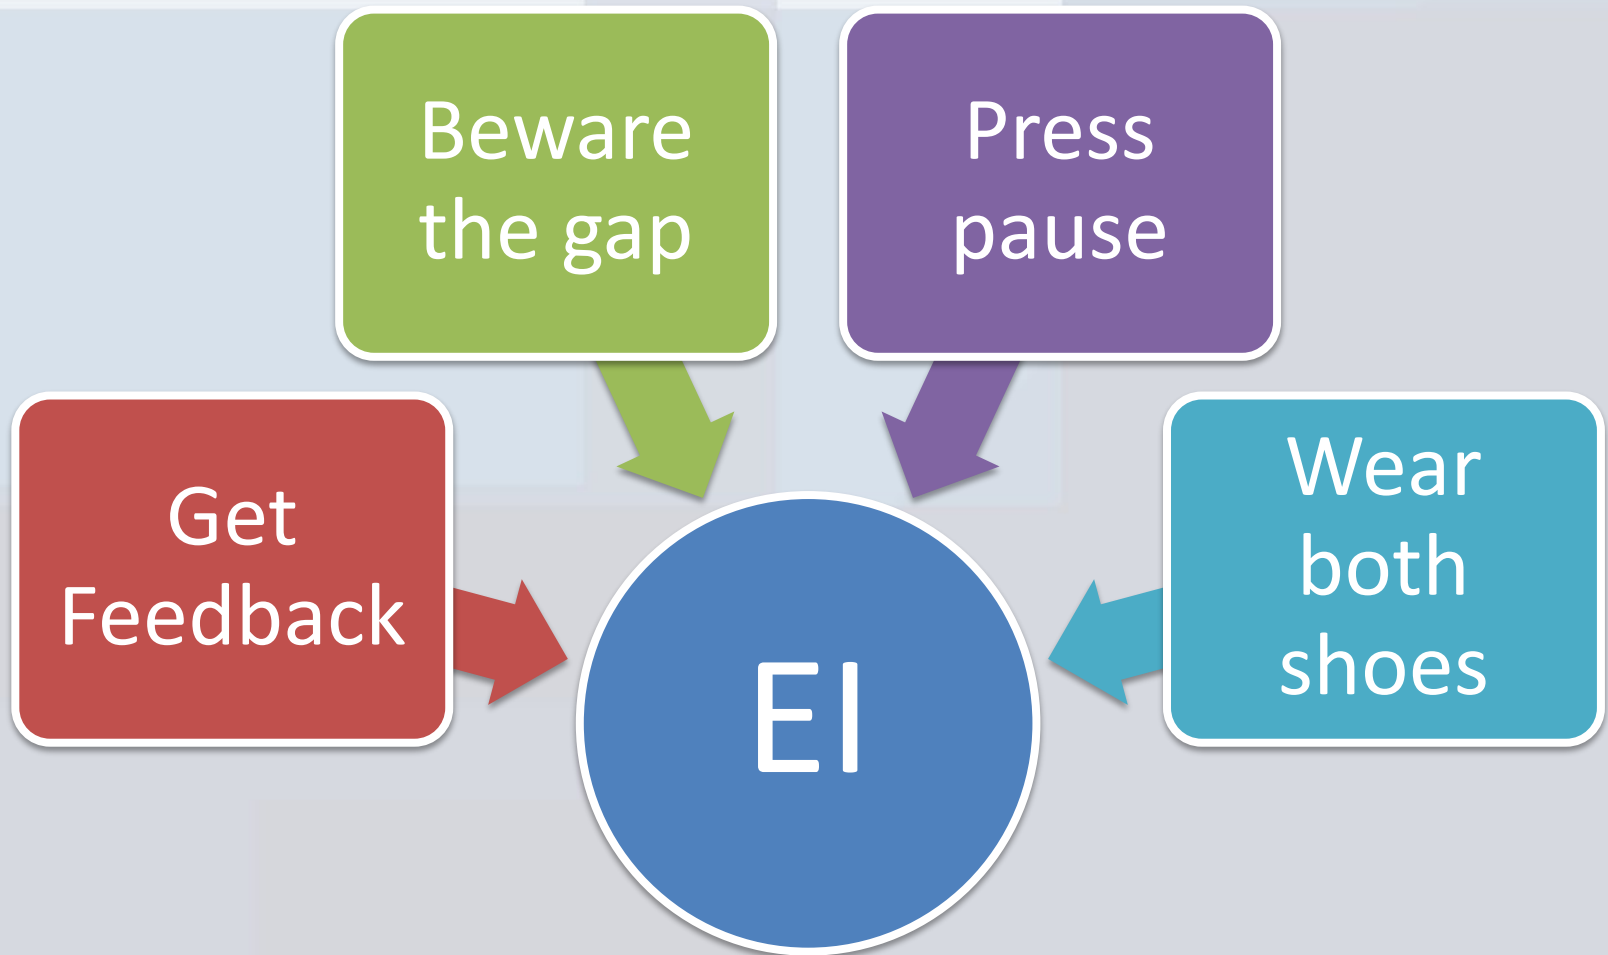 Beware
the gap
Press
pause
Get
Feedback
Wear
both
shoes
EI